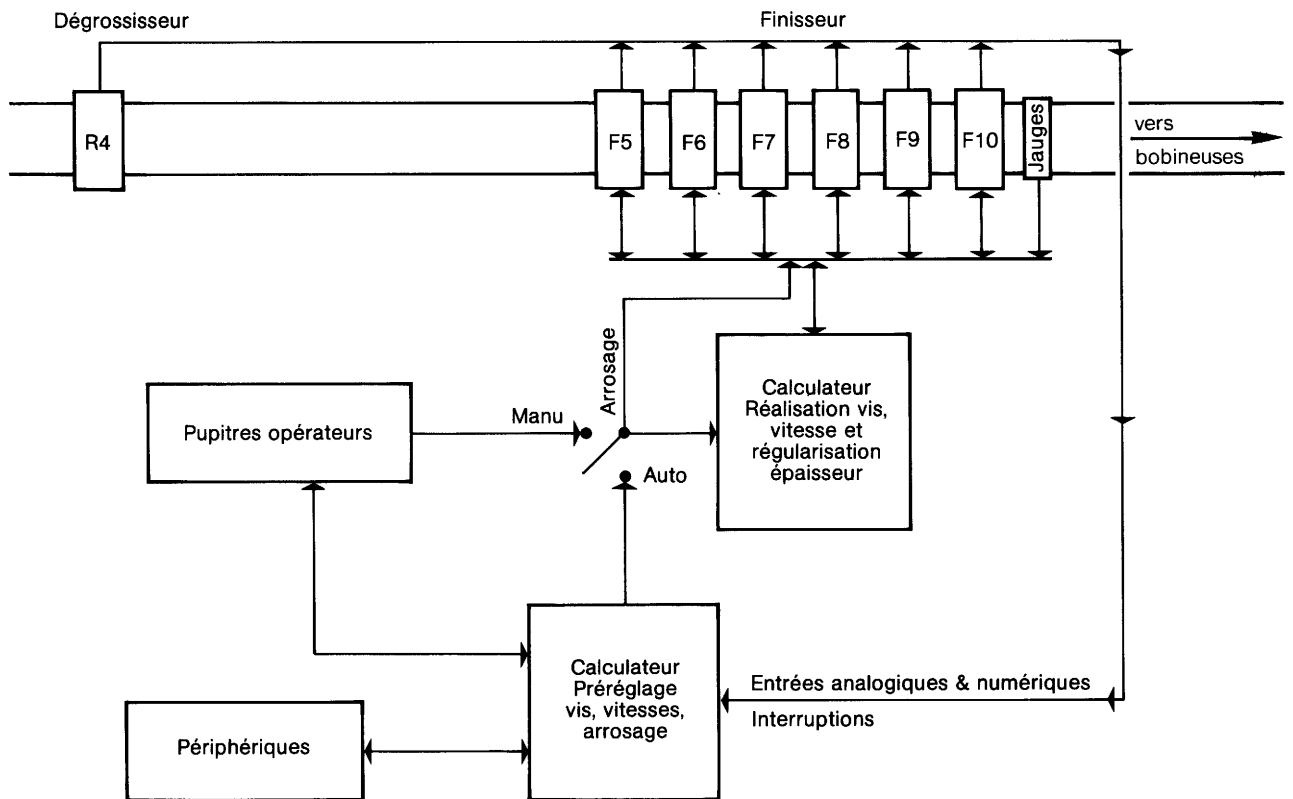 Dégrossisseur
Finisseur
R4
F5
F6
F7
F8
F9
F10
Jauges
vers
bobineuses
Arrosage
Calculateur
Réalisation vis,
vitesse et
régularisation
épaisseur
Manu
Pupitres opérateurs
Auto
Calculateur
Préréglage
vis, vitesses,
arrosage
Entrées analogiques & numériques
Interruptions
Périphériques